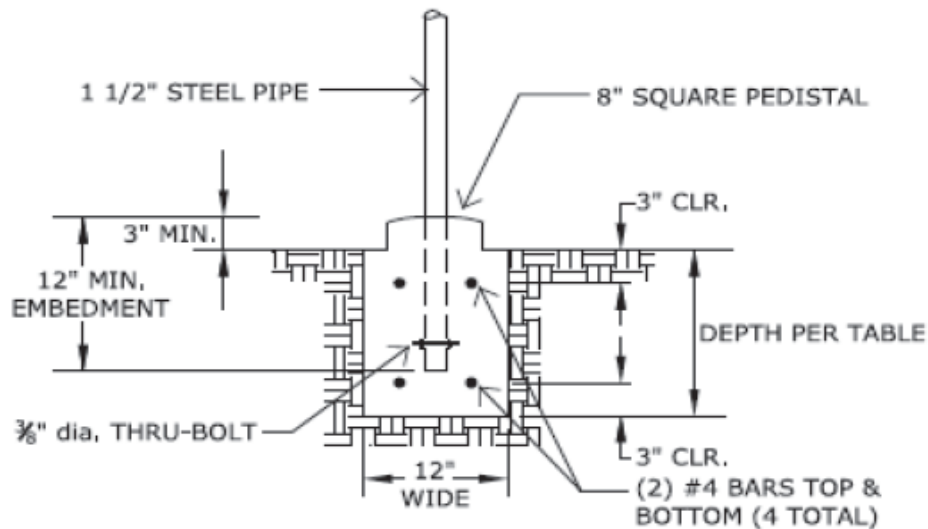 1 1/2" STEEL PIPE
8" SQUARE PEDISTAL
3" CLR.
3" MIN.
12" MIN.
EMBEDMENT
DEPTH PER TABLE
⅜" dia. THRU-BOLT
12"
WIDE
3" CLR.
(2) #4 BARS TOP &
BOTTOM (4 TOTAL)